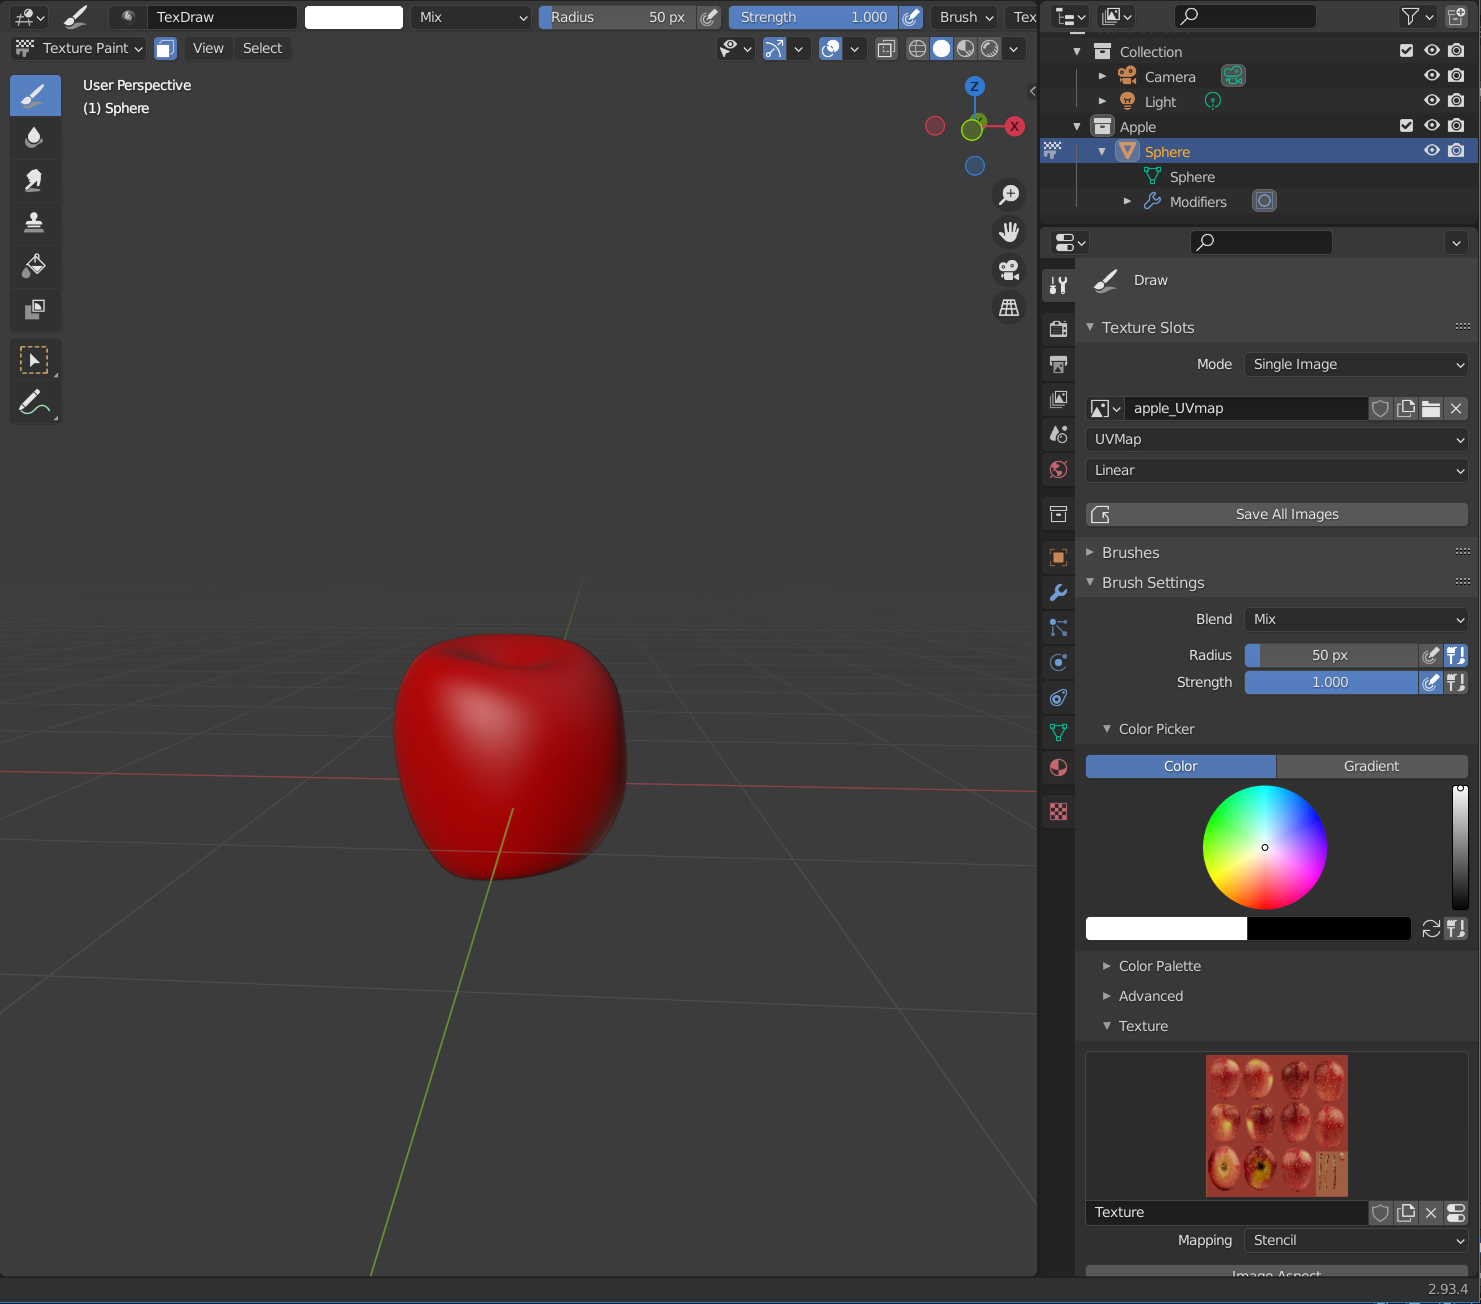 TexDraw Mix Radius 50 px Strength 1.000 Brush Tex
Texture Paint View Select
User Perspective
(1) Sphere
Z
X
Collection
Camera
Light
Apple
Sphere
Sphere
Modifiers
Draw
Texture Slots
Mode Single Image
apple_UVmap
UVMap
Linear
Save All Images
Brushes
Brush Settings
Blend Mix
Radius 50 px
Strength 1.000
Color Picker
Color Gradient
Color Palette
Advanced
Texture
Texture
Mapping Stencil
Image Aspect
2.93.4